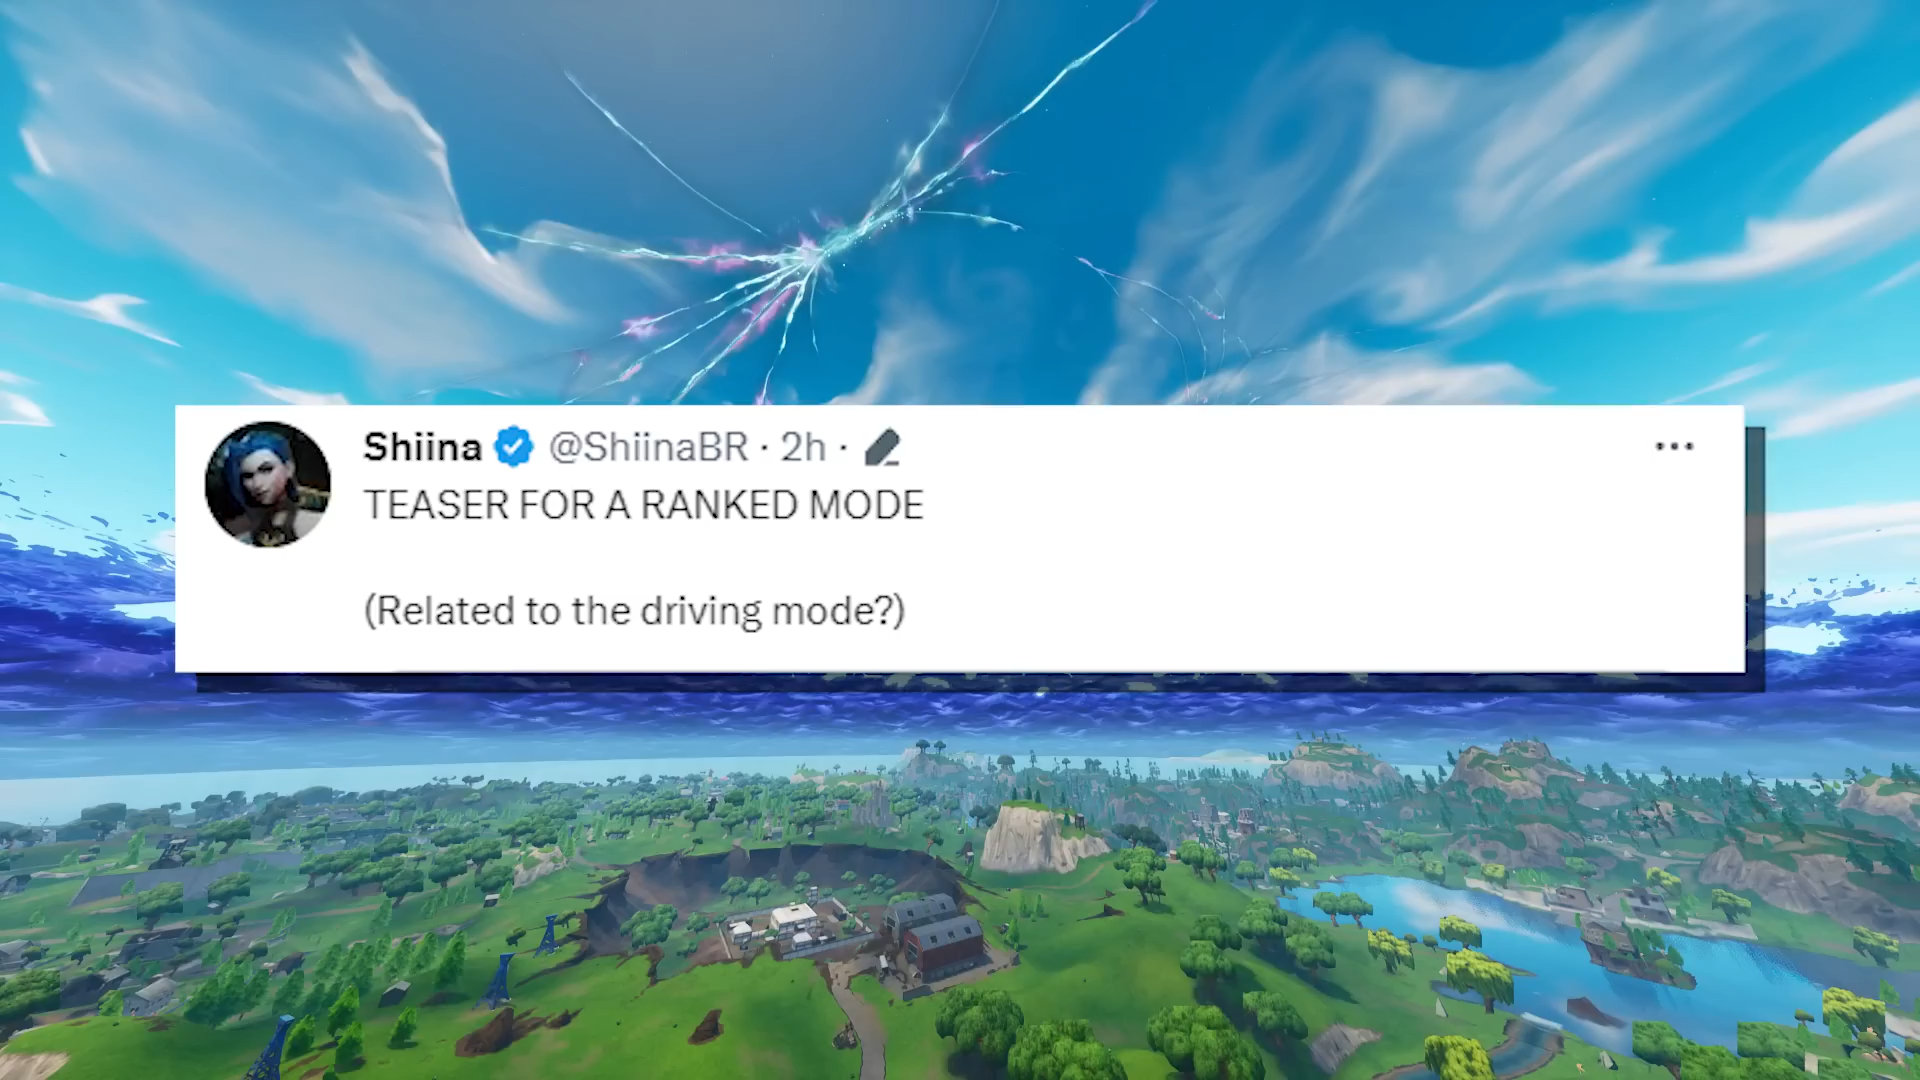 Shiina @ShiinaBR · 2h ·
TEASER FOR A RANKED MODE
(Related to the driving mode?)